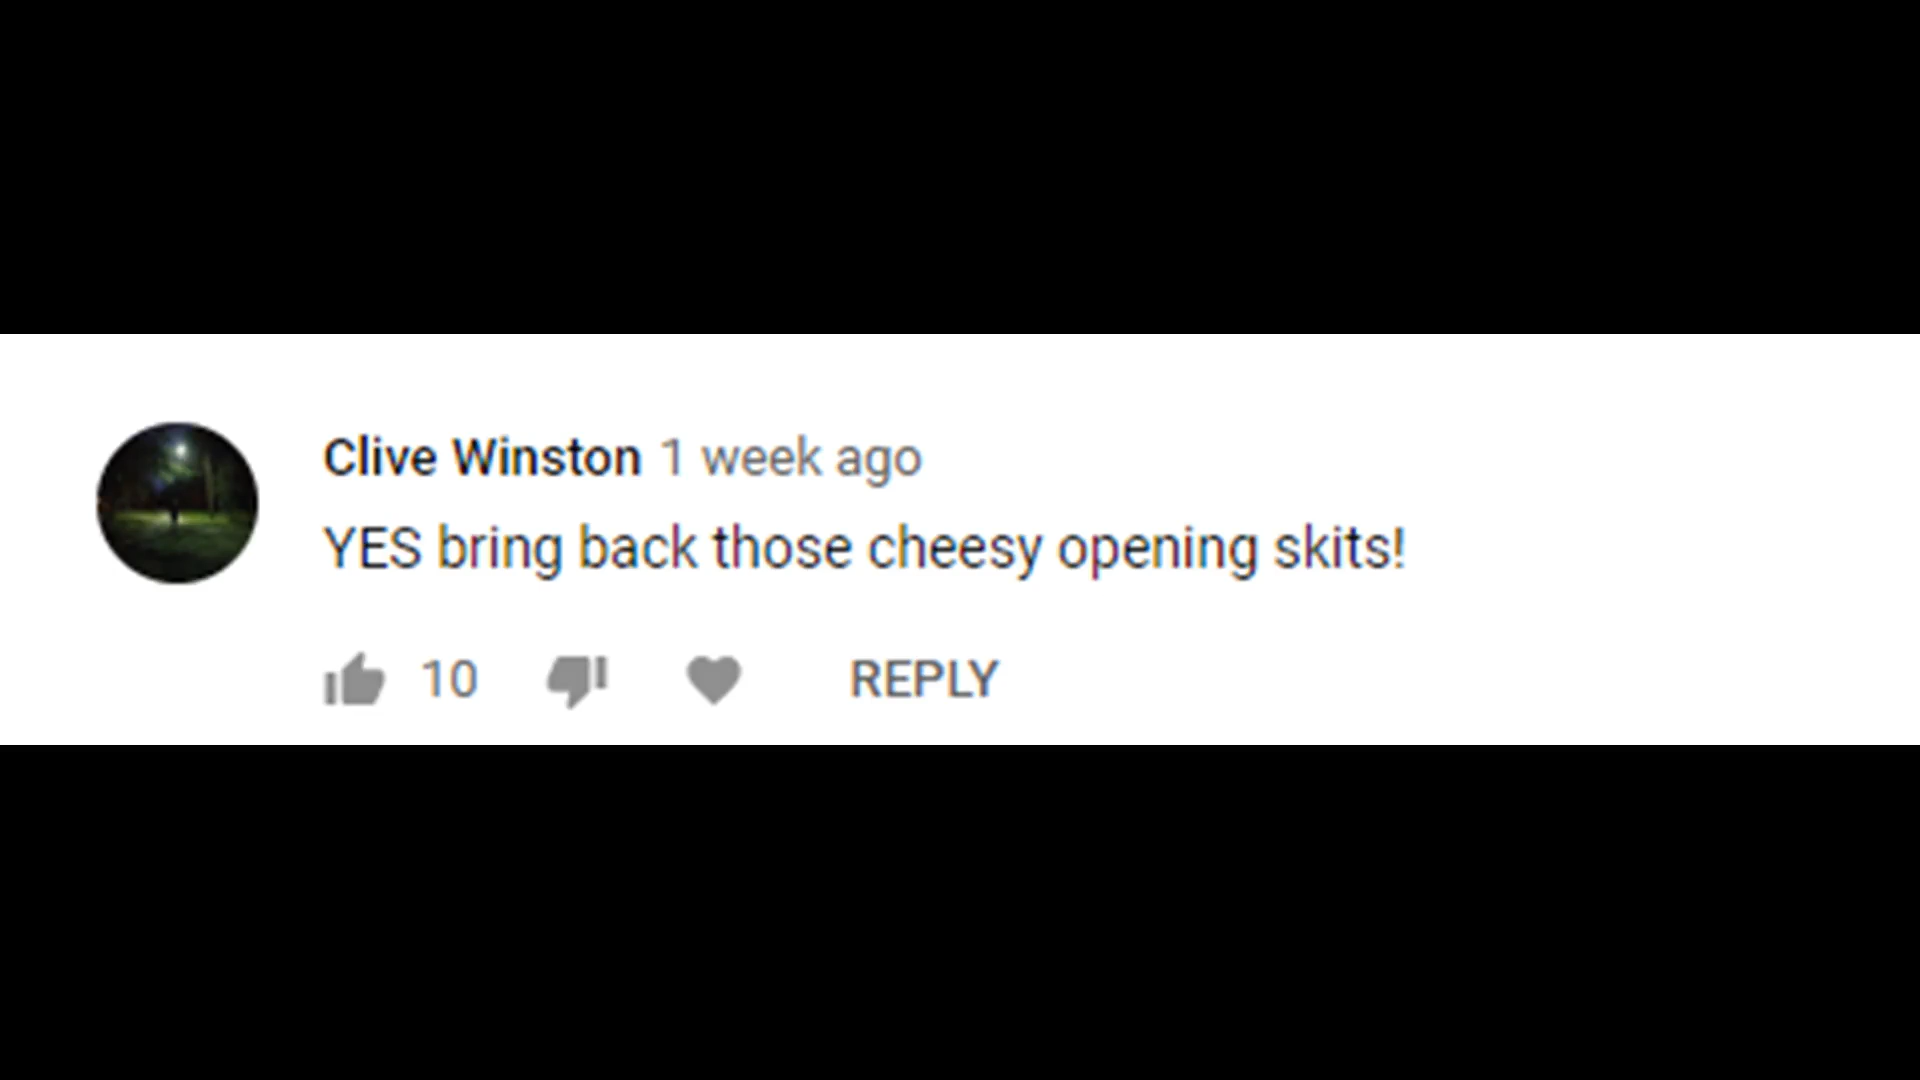 Clive Winston 1 week ago
YES bring back those cheesy opening skits!
10 REPLY